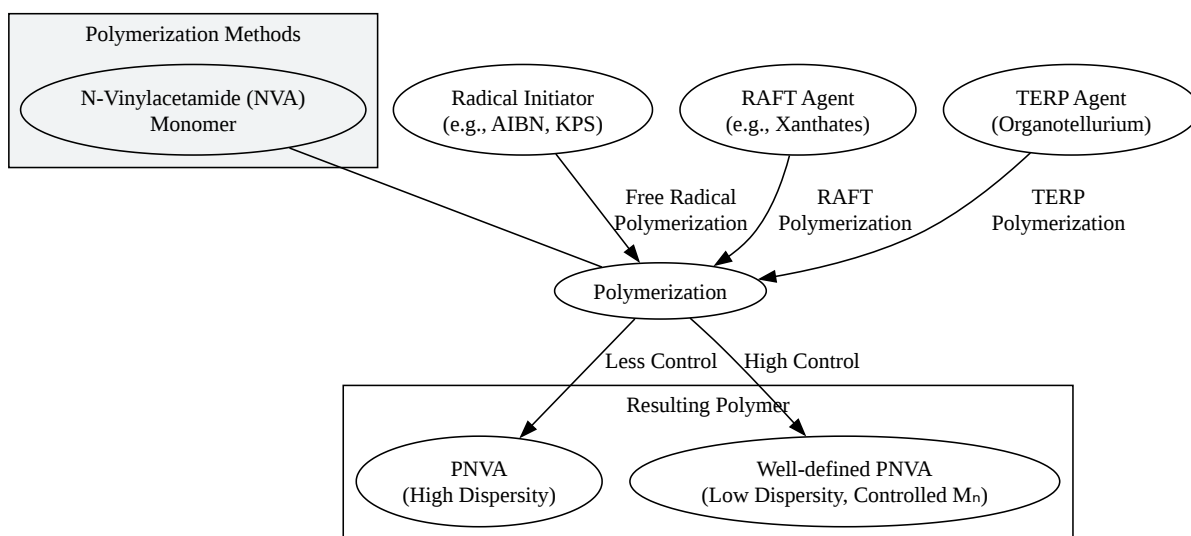 Polymerization Methods
N-Vinylacetamide (NVA)
Monomer
Radical Initiator
(e.g., AIBN, KPS)
RAFT Agent
(e.g., Xanthates)
TERP Agent
(Organotellurium)
Free Radical
Polymerization
RAFT
Polymerization
TERP
Polymerization
Polymerization
Less Control
High Control
Resulting Polymer
PNVA
(High Dispersity)
Well-defined PNVA
(Low Dispersity, Controlled Mₙ)